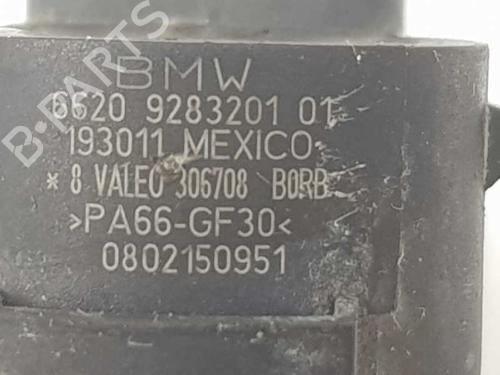 BMW
6620 9283201 01
193011 MEXICO
* 8 VALEO 306708 B0RB
>PA66-GF30<
0802150951
B-Parts